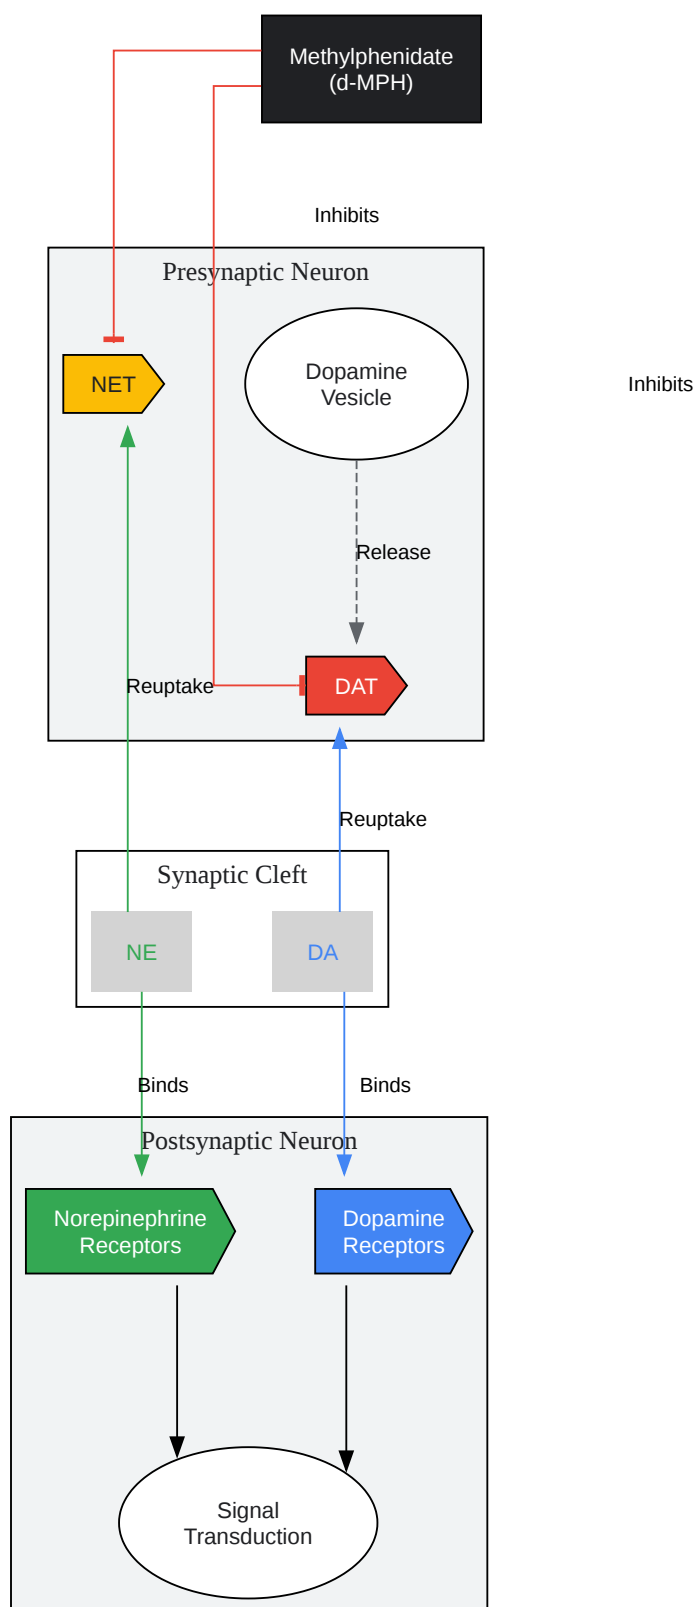 Methylphenidate
(d-MPH)
Inhibits
Presynaptic Neuron
NET
Dopamine
Vesicle
Inhibits
Release
Reuptake
DAT
Reuptake
Synaptic Cleft
NE
DA
Binds
Binds
Postsynaptic Neuron
Norepinephrine
Receptors
Dopamine
Receptors
Signal
Transduction